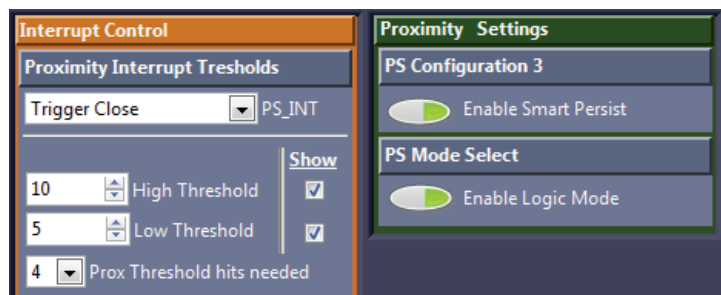 Interrupt Control
Proximity Interrupt Tresholds
Trigger Close PS_INT
Show
10 High Threshold
5 Low Threshold
4 Prox Threshold hits needed
Proximity Settings
PS Configuration 3
Enable Smart Persist
PS Mode Select
Enable Logic Mode